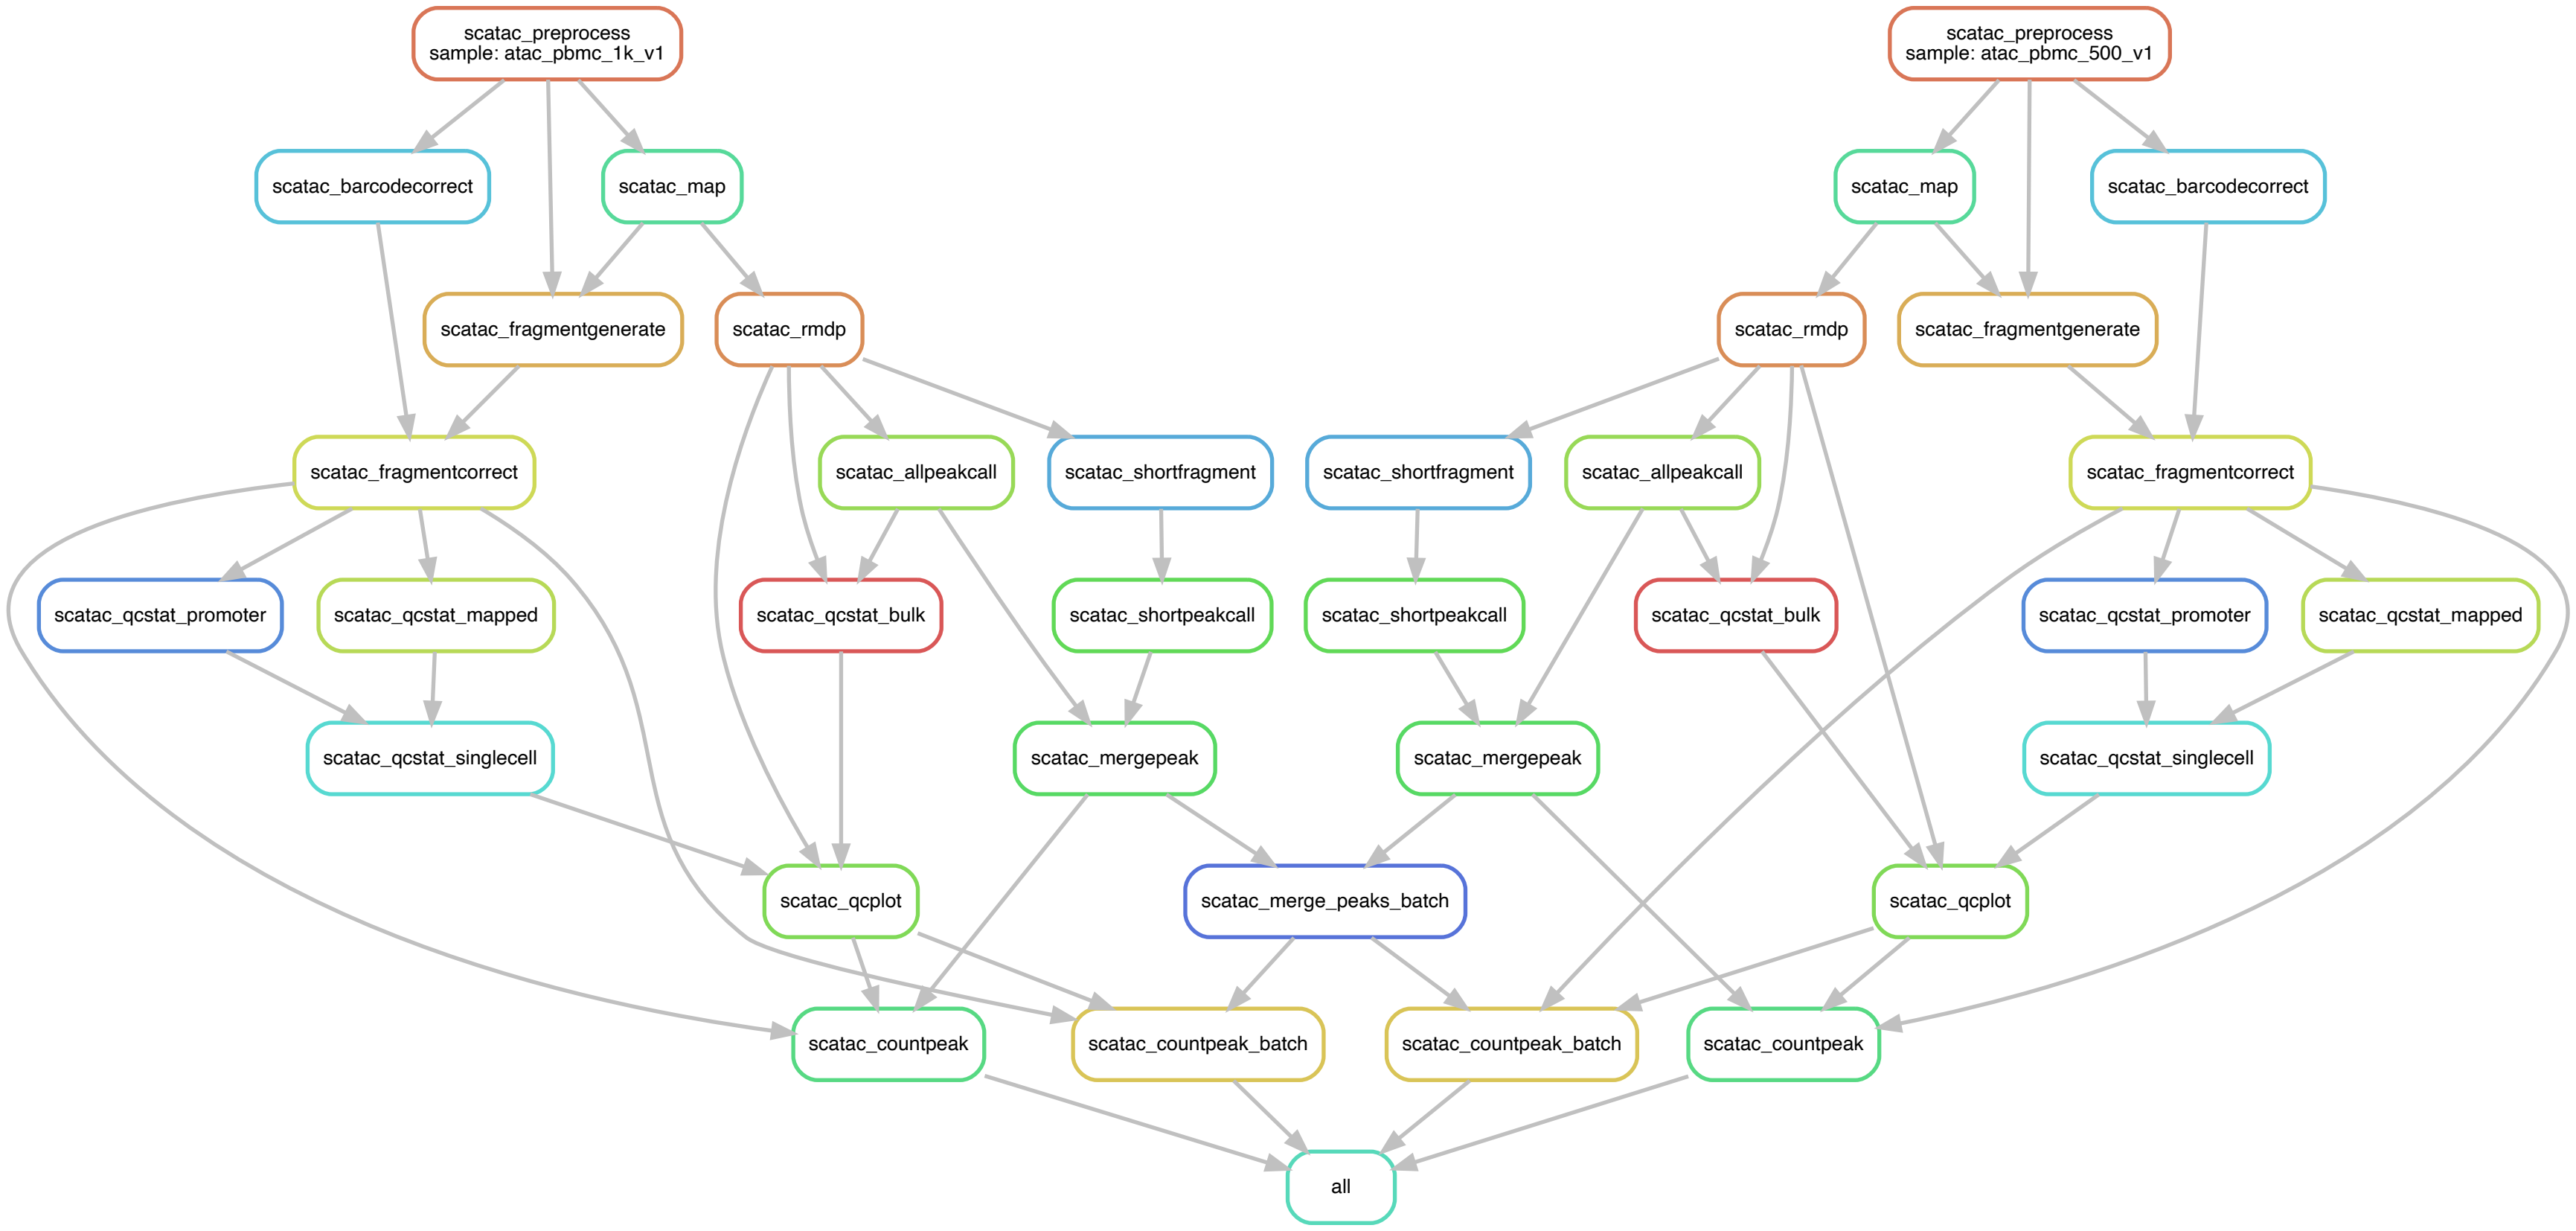 scatac_preprocess
sample: atac_pbmc_1k_v1
scatac_preprocess
sample: atac_pbmc_500_v1
scatac_barcodecorrect
scatac_map
scatac_map
scatac_barcodecorrect
scatac_fragmentgenerate
scatac_rmdp
scatac_rmdp
scatac_fragmentgenerate
scatac_fragmentcorrect
scatac_allpeakcall
scatac_shortfragment
scatac_shortfragment
scatac_allpeakcall
scatac_fragmentcorrect
scatac_qcstat_promoter
scatac_qcstat_mapped
scatac_qcstat_bulk
scatac_shortpeakcall
scatac_shortpeakcall
scatac_qcstat_bulk
scatac_qcstat_promoter
scatac_qcstat_mapped
scatac_qcstat_singlecell
scatac_mergepeak
scatac_mergepeak
scatac_qcstat_singlecell
scatac_qcplot
scatac_merge_peaks_batch
scatac_qcplot
scatac_countpeak
scatac_countpeak_batch
scatac_countpeak_batch
scatac_countpeak
all